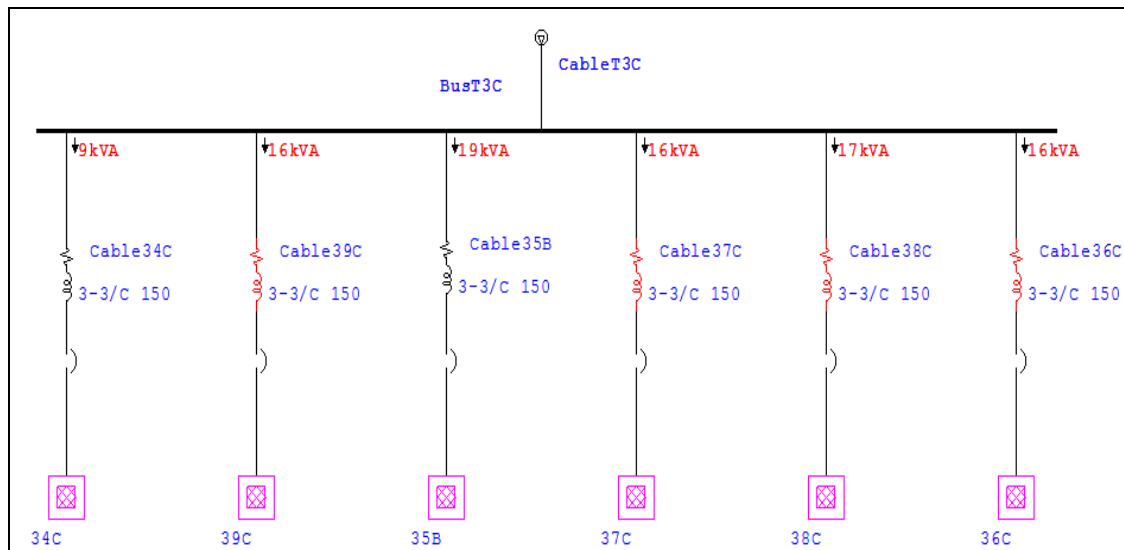 CableT3C
BusT3C
9kVA
16kVA
19kVA
16kVA
17kVA
16kVA
Cable34C
Cable39C
Cable35B
Cable37C
Cable38C
Cable36C
3-3/C 150
3-3/C 150
3-3/C 150
3-3/C 150
3-3/C 150
3-3/C 150
34C
39C
35B
37C
38C
36C